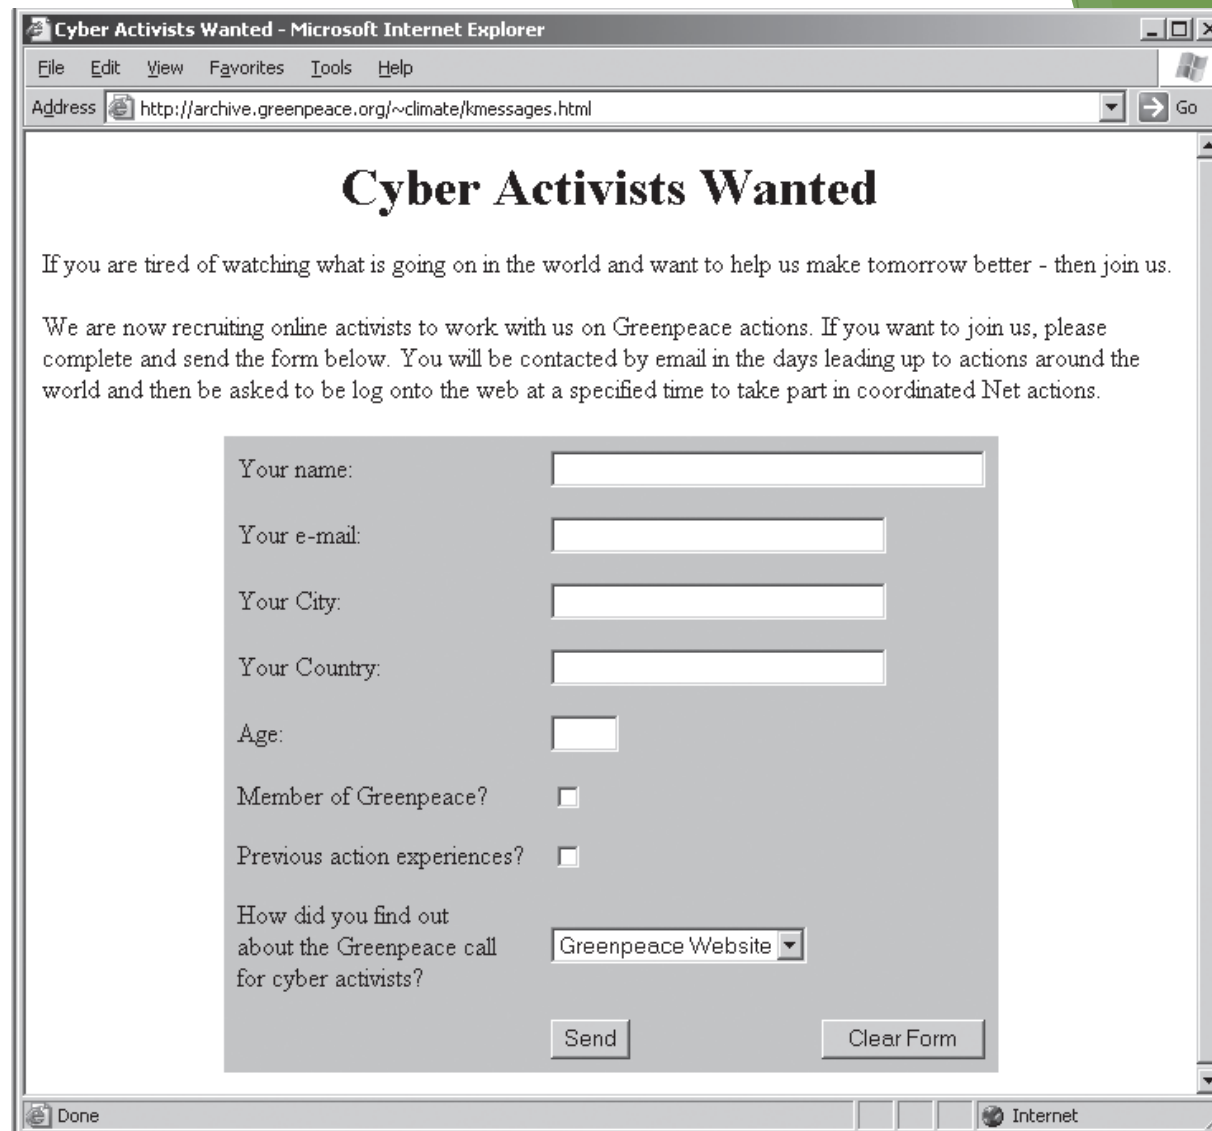 Cyber Activists Wanted - Microsoft Internet Explorer
File Edit View Favorites Tools Help
Address http://archive.greenpeace.org/~climate/kmessages.html Go
Cyber Activists Wanted
If you are tired of watching what is going on in the world and want to help us make tomorrow better - then join us.
We are now recruiting online activists to work with us on Greenpeace actions. If you want to join us, please
complete and send the form below. You will be contacted by email in the days leading up to actions around the
world and then be asked to be log onto the web at a specified time to take part in coordinated Net actions.
Your name:
Your e-mail:
Your City:
Your Country:
Age:
Member of Greenpeace?
Previous action experiences?
How did you find out
about the Greenpeace call
for cyber activists?
Greenpeace Website
Send Clear Form
Done Internet